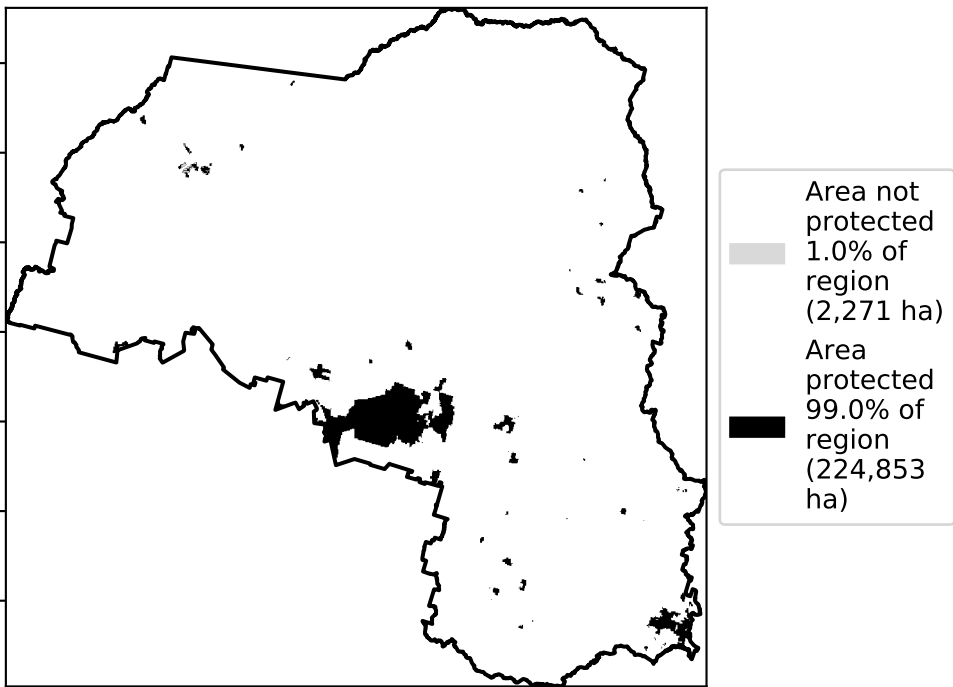 Area not
protected
1.0% of
region
(2,271 ha)
Area
protected
99.0% of
region
(224,853
ha)